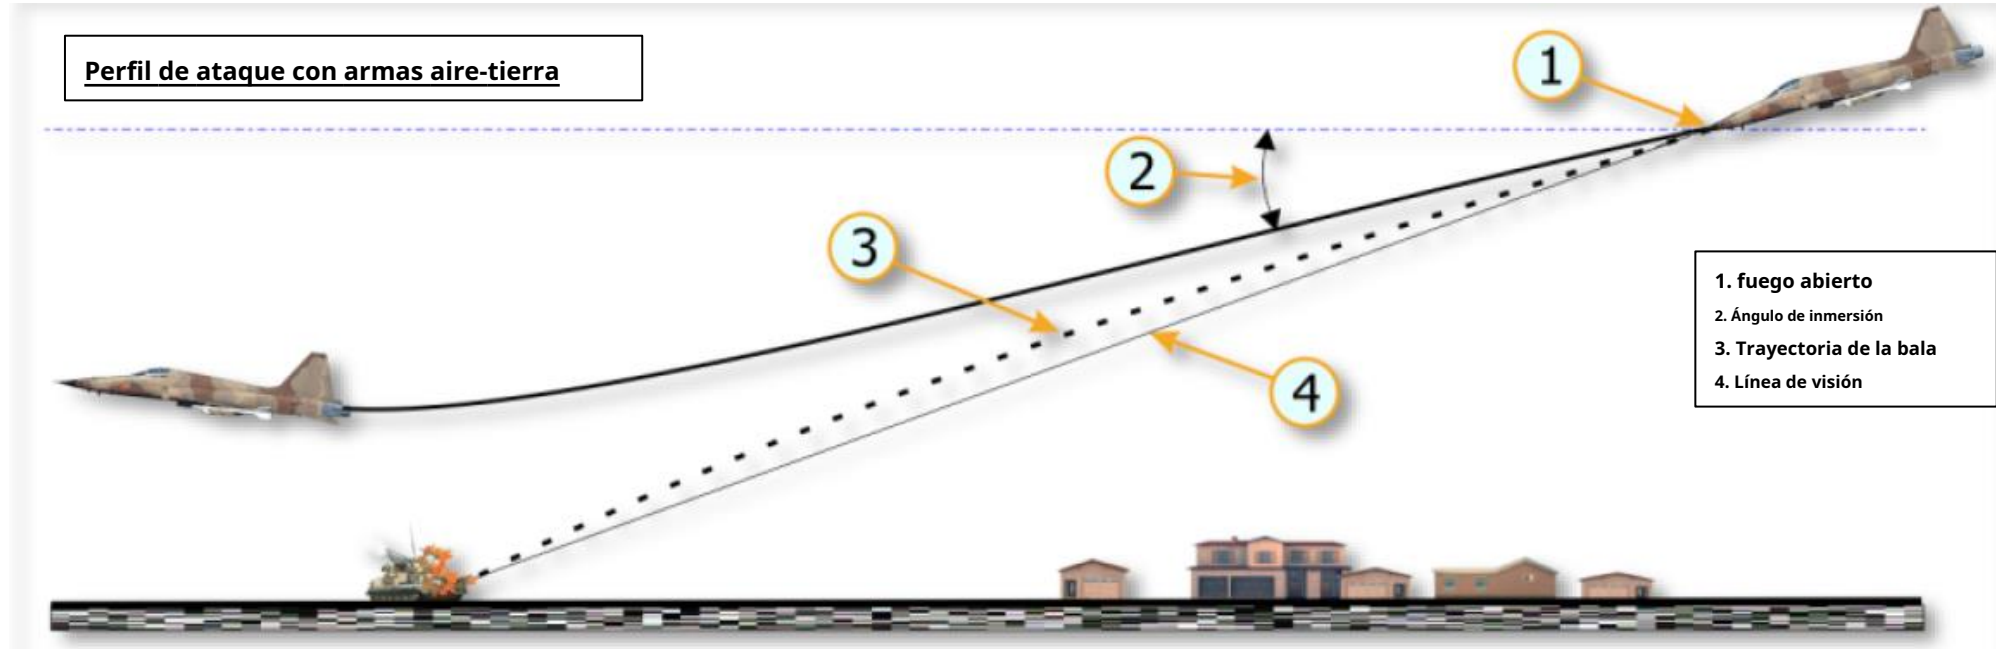 Perfil de ataque con armas aire-tierra
1
2
3
4
1. fuego abierto
2. Ángulo de inmersión
3. Trayectoria de la bala
4. Línea de visión